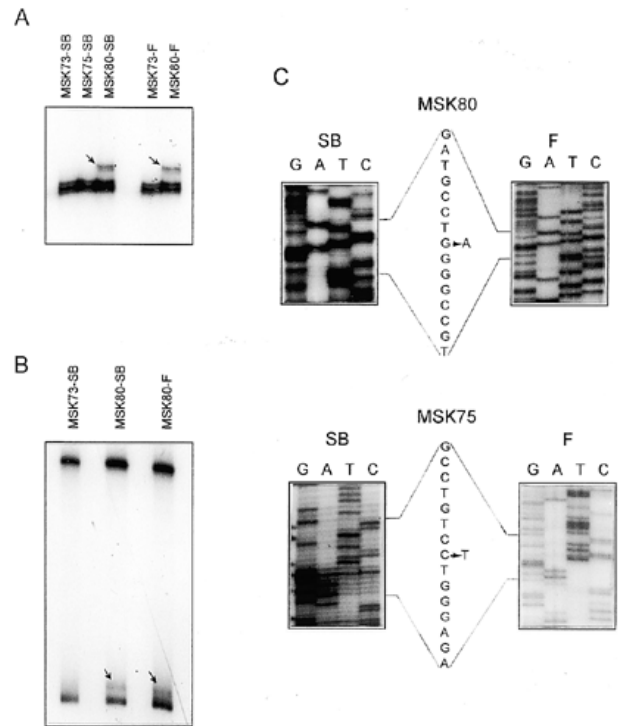 A
MSK73-SB
MSK75-SB
MSK80-SB
MSK73-F
MSK80-F
B
MSK73-SB
MSK80-SB
MSK80-F
C
MSK80
SB
G A T C
F
G A T C
G
A
T
G
C
C
T
G ► A
G
G
G
C
C
G
T
MSK75
SB
G A T C
F
G A T C
G
C
C
T
G
T
C
C ► T
T
G
G
G
A
G
A